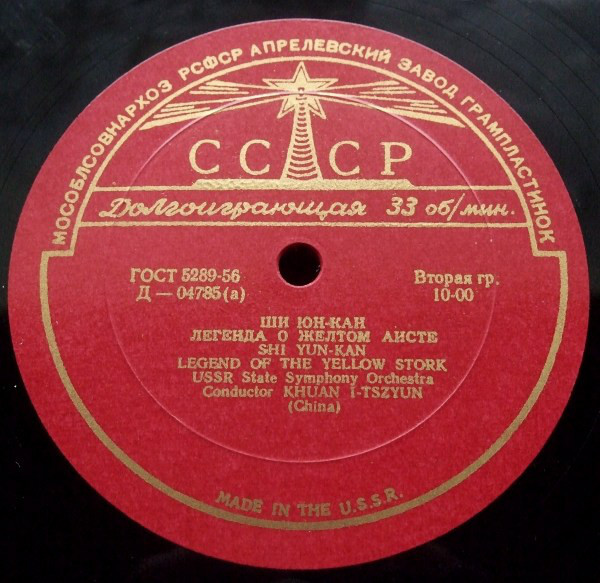 МОСОБЛСОВНАРХОЗ РСФСР АПРЕЛЕВСКИЙ ЗАВОД ГРАМПЛАСТИНОК
СССР
Долгоиграющая 33 об/мин.
ГОСТ 5289-56
Д — 04785(а)
Вторая гр.
10-00
ШИ ЮН-КАН
ЛЕГЕНДА О ЖЕЛТОМ АИСТЕ
SHI YUN-KAN
LEGEND OF THE YELLOW STORK
USSR State Symphony Orchestra
Conductor KHUAN I-TSZYUN
(China)
MADE IN THE U.S.S.R.